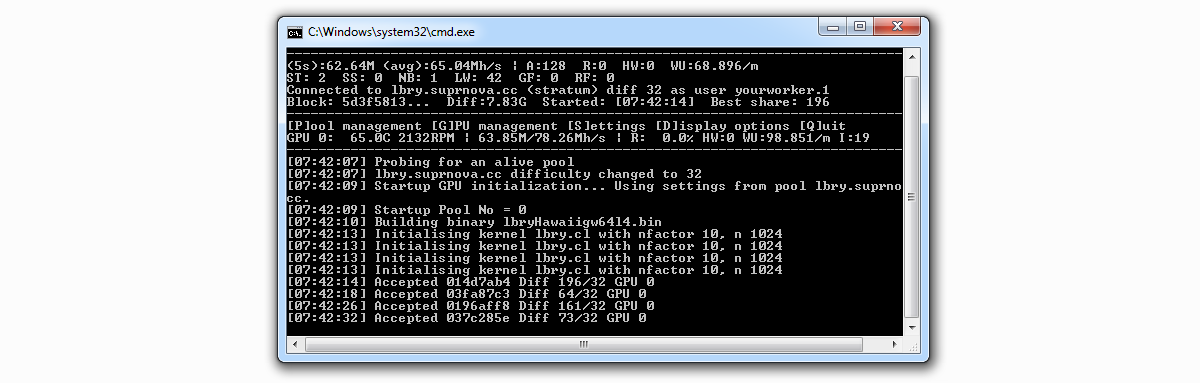 C:\Windows\system32\cmd.exe
(5s):62.64M (avg):65.04Mh/s | A:128 R:0 HW:0 WU:68.896/m
ST: 2 SS: 0 NB: 1 LW: 42 GF: 0 RF: 0
Connected to lbry.suprnova.cc (stratum) diff 32 as user yourworker.1
Block: 5d3f5813... Diff:7.83G Started: [07:42:14] Best share: 196
[P]ool management [G]PU management [S]ettings [D]isplay options [Q]uit
GPU 0: 65.0C 2132RPM | 63.85M/78.26Mh/s | R: 0.0% HW:0 WU:98.851/m I:19
[07:42:07] Probing for an alive pool
[07:42:07] lbry.suprnova.cc difficulty changed to 32
[07:42:09] Startup GPU initialization... Using settings from pool lbry.suprno
cc.
[07:42:09] Startup Pool No = 0
[07:42:10] Building binary lbryHawaiigw64l4.bin
[07:42:13] Initialising kernel lbry.cl with nfactor 10, n 1024
[07:42:13] Initialising kernel lbry.cl with nfactor 10, n 1024
[07:42:13] Initialising kernel lbry.cl with nfactor 10, n 1024
[07:42:13] Initialising kernel lbry.cl with nfactor 10, n 1024
[07:42:14] Accepted 014d7ab4 Diff 196/32 GPU 0
[07:42:18] Accepted 03fa87c3 Diff 64/32 GPU 0
[07:42:26] Accepted 0196aff8 Diff 161/32 GPU 0
[07:42:32] Accepted 037c285e Diff 73/32 GPU 0